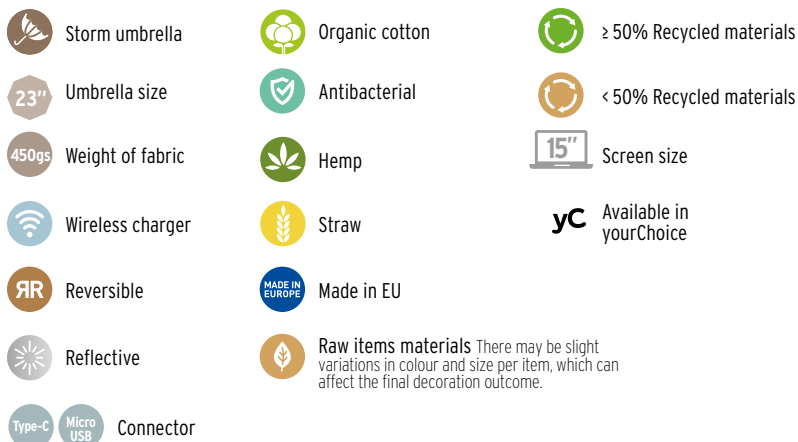 Storm umbrella
23"
Umbrella size
450gs
Weight of fabric
Wireless charger
ЯR
Reversible
Reflective
Type-C
Micro
USB
Connector
Organic cotton
Antibacterial
Hemp
Straw
MADE IN
EUROPE
Made in EU
Raw items materials There may be slight
variations in colour and size per item, which can
affect the final decoration outcome.
≥ 50% Recycled materials
< 50% Recycled materials
15"
Screen size
yC
Available in
yourChoice